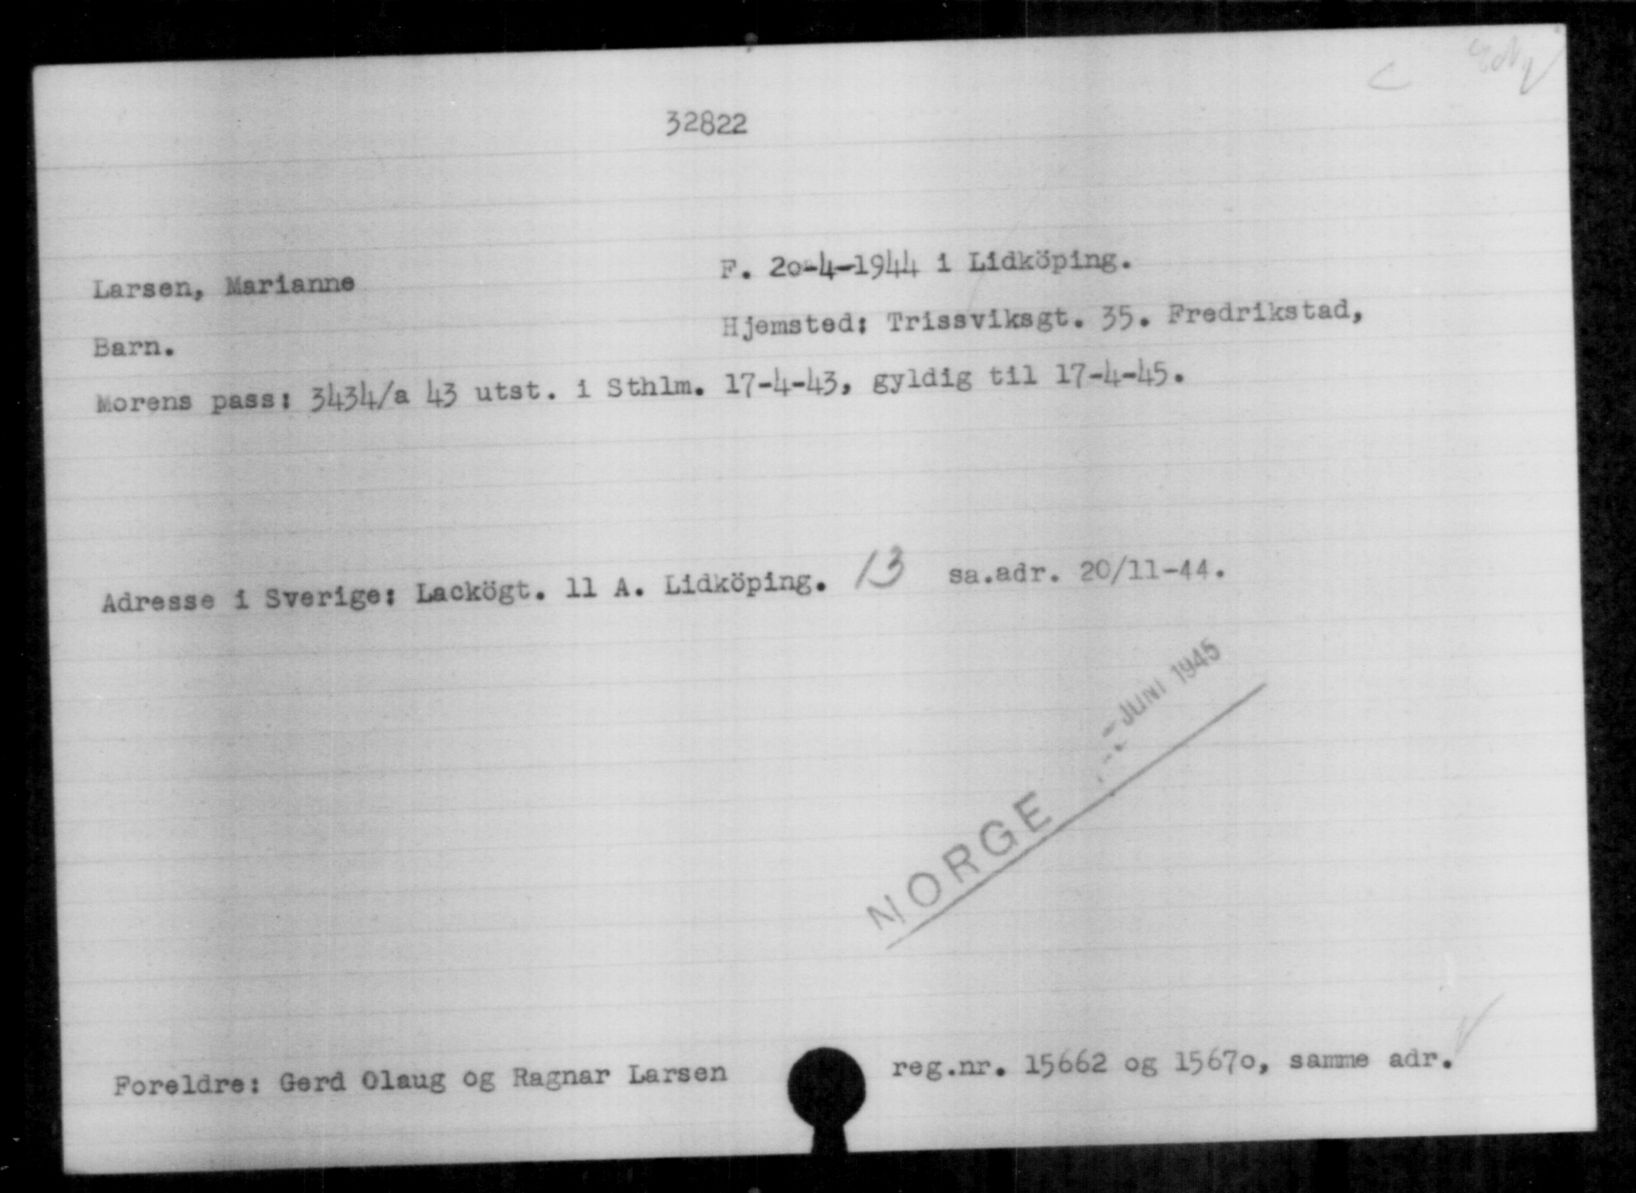 C
32822
Larsen, Marianne F. 20-4-1944 i Lidköping.
Barn. Hjemsted: Trissviksgt. 35. Fredrikstad,
Morens pass: 3434/a 43 utst. i Sthlm. 17-4-43, gyldig til 17-4-45.
Adresse i Sverige: Lackögt. 11 A. Lidköping. 13 sa.adr. 20/11-44.
NORGE JUNI 1945
Foreldre: Gerd Olaug og Ragnar Larsen reg.nr. 15662 og 15670, samme adr.